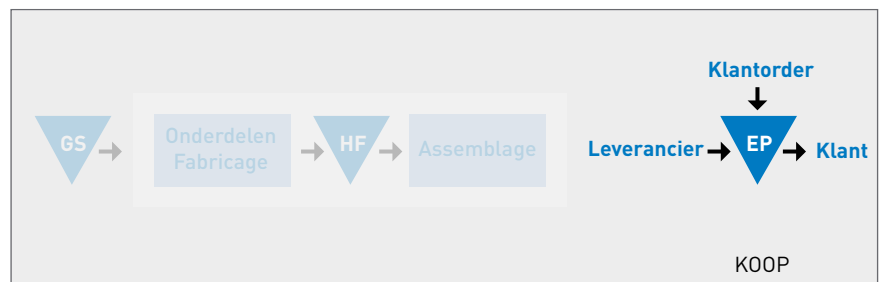 Klantorder
GS
Onderdelen
Fabricage
HF
Assemblage
Leverancier
EP
Klant
KOOP